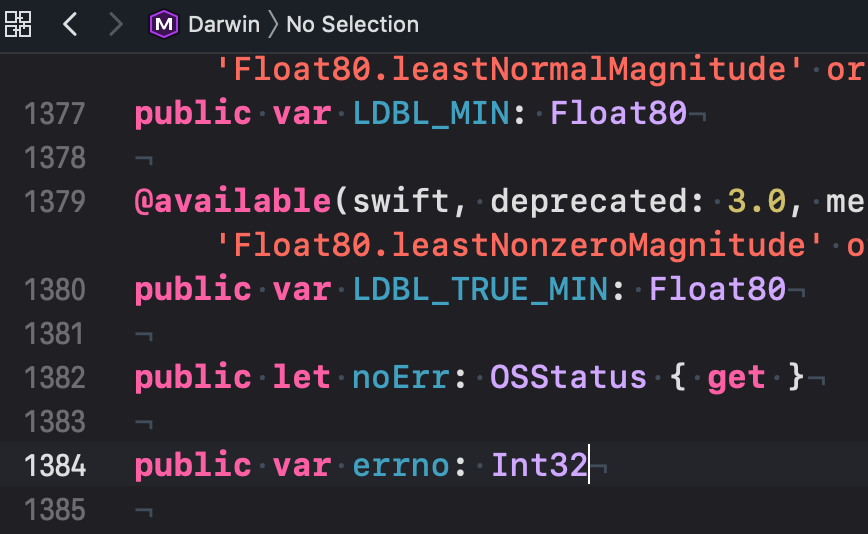 M Darwin 〉No Selection
'Float80.leastNormalMagnitude' or
1377 public var LDBL_MIN: Float80¬
1378 ¬
1379 @available(swift, deprecated: 3.0, me
'Float80.leastNonzeroMagnitude' o
1380 public var LDBL_TRUE_MIN: Float80¬
1381 ¬
1382 public let noErr: OSStatus { get }¬
1383 ¬
1384 public var errno: Int32¬
1385 ¬